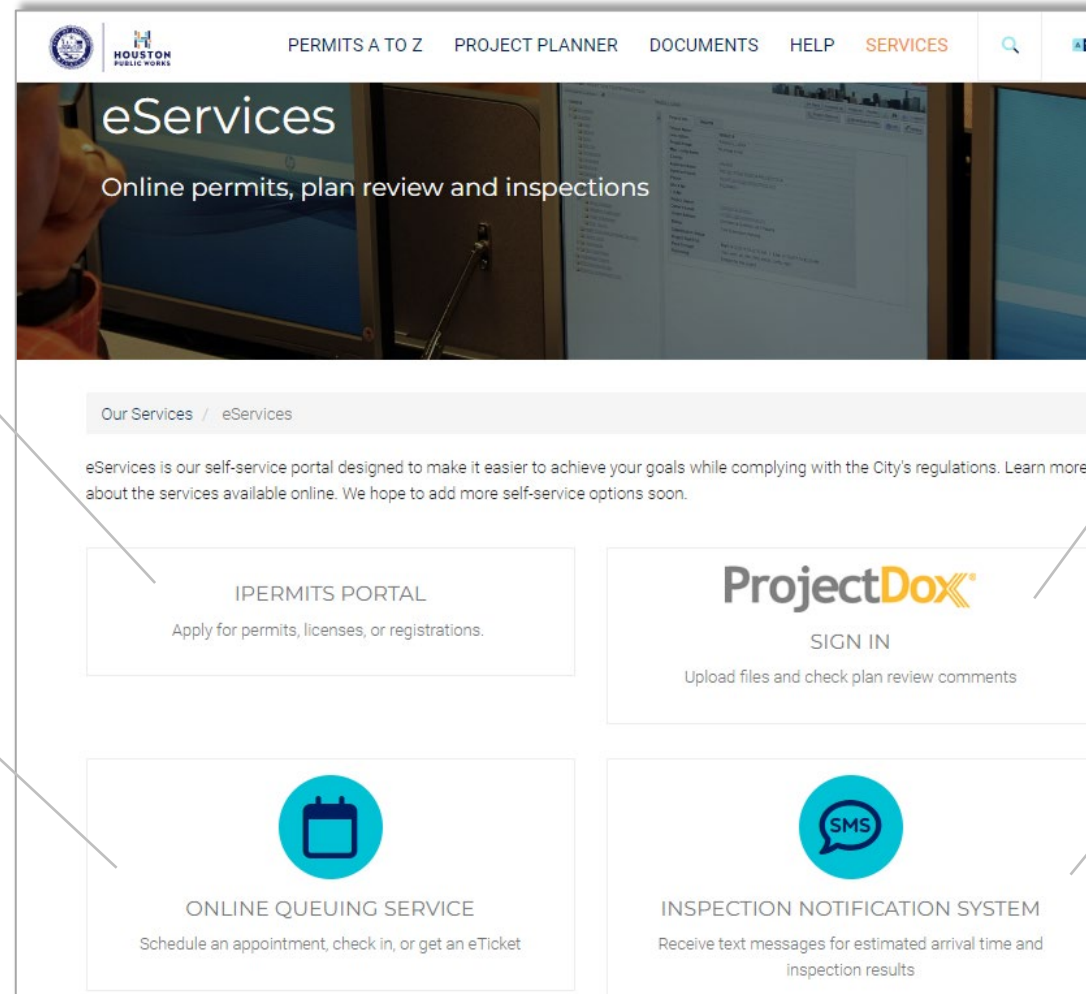 HOUSTON
PUBLIC WORKS
PERMITS A TO Z PROJECT PLANNER DOCUMENTS HELP SERVICES
eServices
Online permits, plan review and inspections
Our Services / eServices
eServices is our self-service portal designed to make it easier to achieve your goals while complying with the City's regulations. Learn more
about the services available online. We hope to add more self-service options soon.
IPERMITS PORTAL
Apply for permits, licenses, or registrations.
ProjectDox®
SIGN IN
Upload files and check plan review comments
ONLINE QUEUING SERVICE
Schedule an appointment, check in, or get an eTicket
SMS
INSPECTION NOTIFICATION SYSTEM
Receive text messages for estimated arrival time and
inspection results